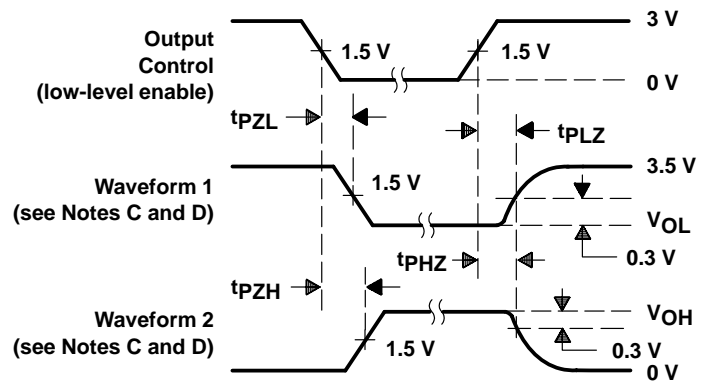 3 V
Output
Control
(low-level enable)
1.5 V
1.5 V
0 V
tPZL
tPLZ
3.5 V
Waveform 1
(see Notes C and D)
1.5 V
VOL
0.3 V
tPHZ
tPZH
VOH
Waveform 2
(see Notes C and D)
1.5 V
0.3 V
0 V